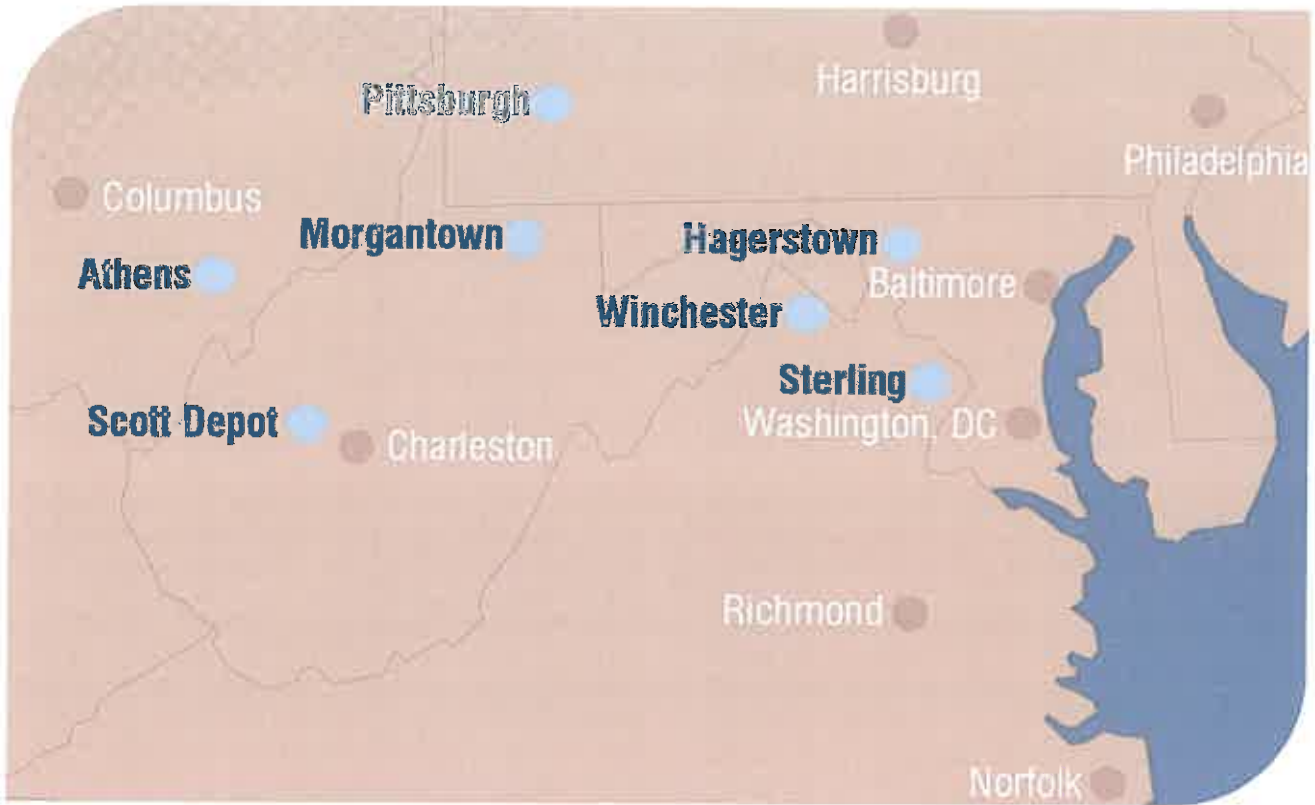 Harrisburg
Pittsburgh
Philadelphia
Columbus
Morgantown
Hagerstown
Athens
Baltimore
Winchester
Sterling
Scott Depot
Washington, DC
Charleston
Richmond
Norfolk